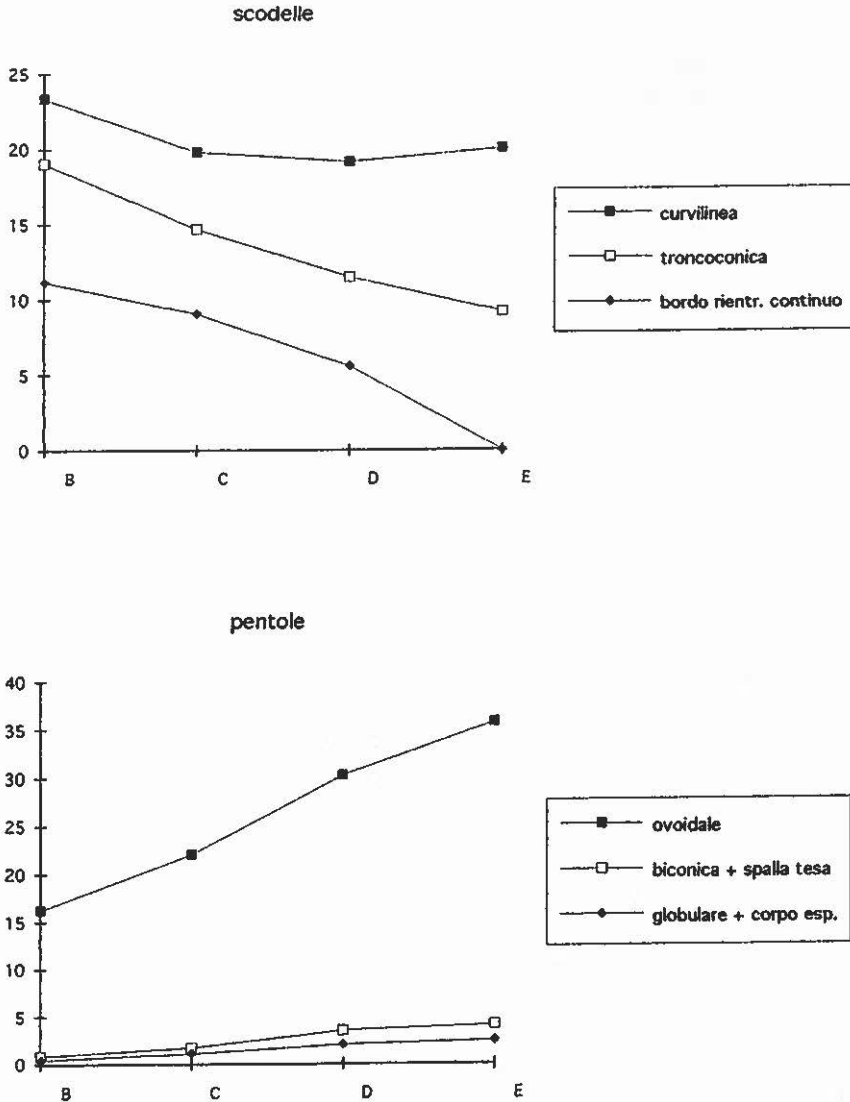 scodelle
25
20
15
10
5
0
B C D E
curvilinea
troncoconica
bordo rientr. continuo
pentole
40
35
30
25
20
15
10
5
0
B C D E
ovoidale
biconica + spalla tesa
globulare + corpo esp.